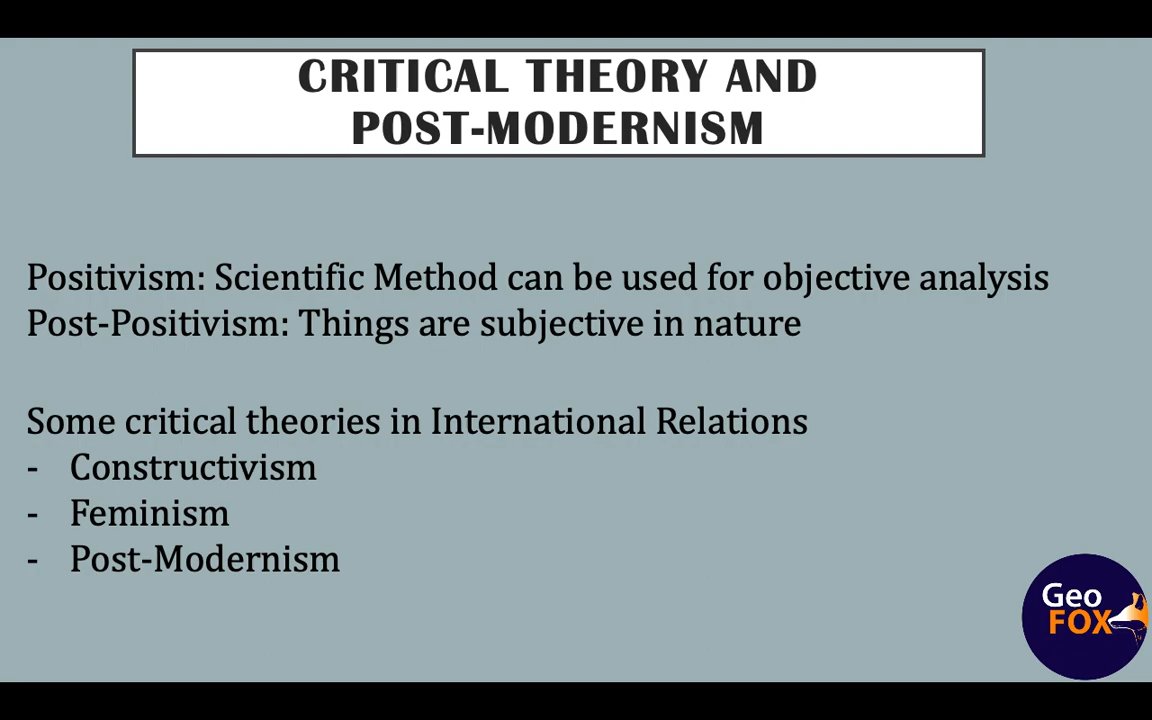 CRITICAL THEORY AND
POST-MODERNISM
Positivism: Scientific Method can be used for objective analysis
Post-Positivism: Things are subjective in nature
Some critical theories in International Relations
- Constructivism
- Feminism
- Post-Modernism
Geo
FOX